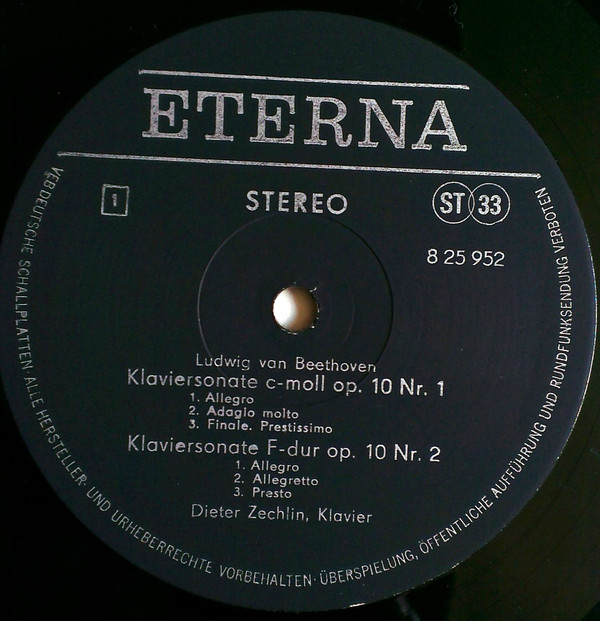 ETERNA
1
STEREO
ST 33
8 25 952
Ludwig van Beethoven
Klaviersonate c-moll op. 10 Nr. 1
1. Allegro
2. Adagio molto
3. Finale. Prestissimo
Klaviersonate F-dur op. 10 Nr. 2
1. Allegro
2. Allegretto
3. Presto
Dieter Zechlin, Klavier
VEB DEUTSCHE SCHALLPLATTEN · ALLE HERSTELLER- UND URHEBERRECHTE VORBEHALTEN · ÜBERSPIELUNG, ÖFFENTLICHE AUFFÜHRUNG UND RUNDFUNKSENDUNG VERBOTEN